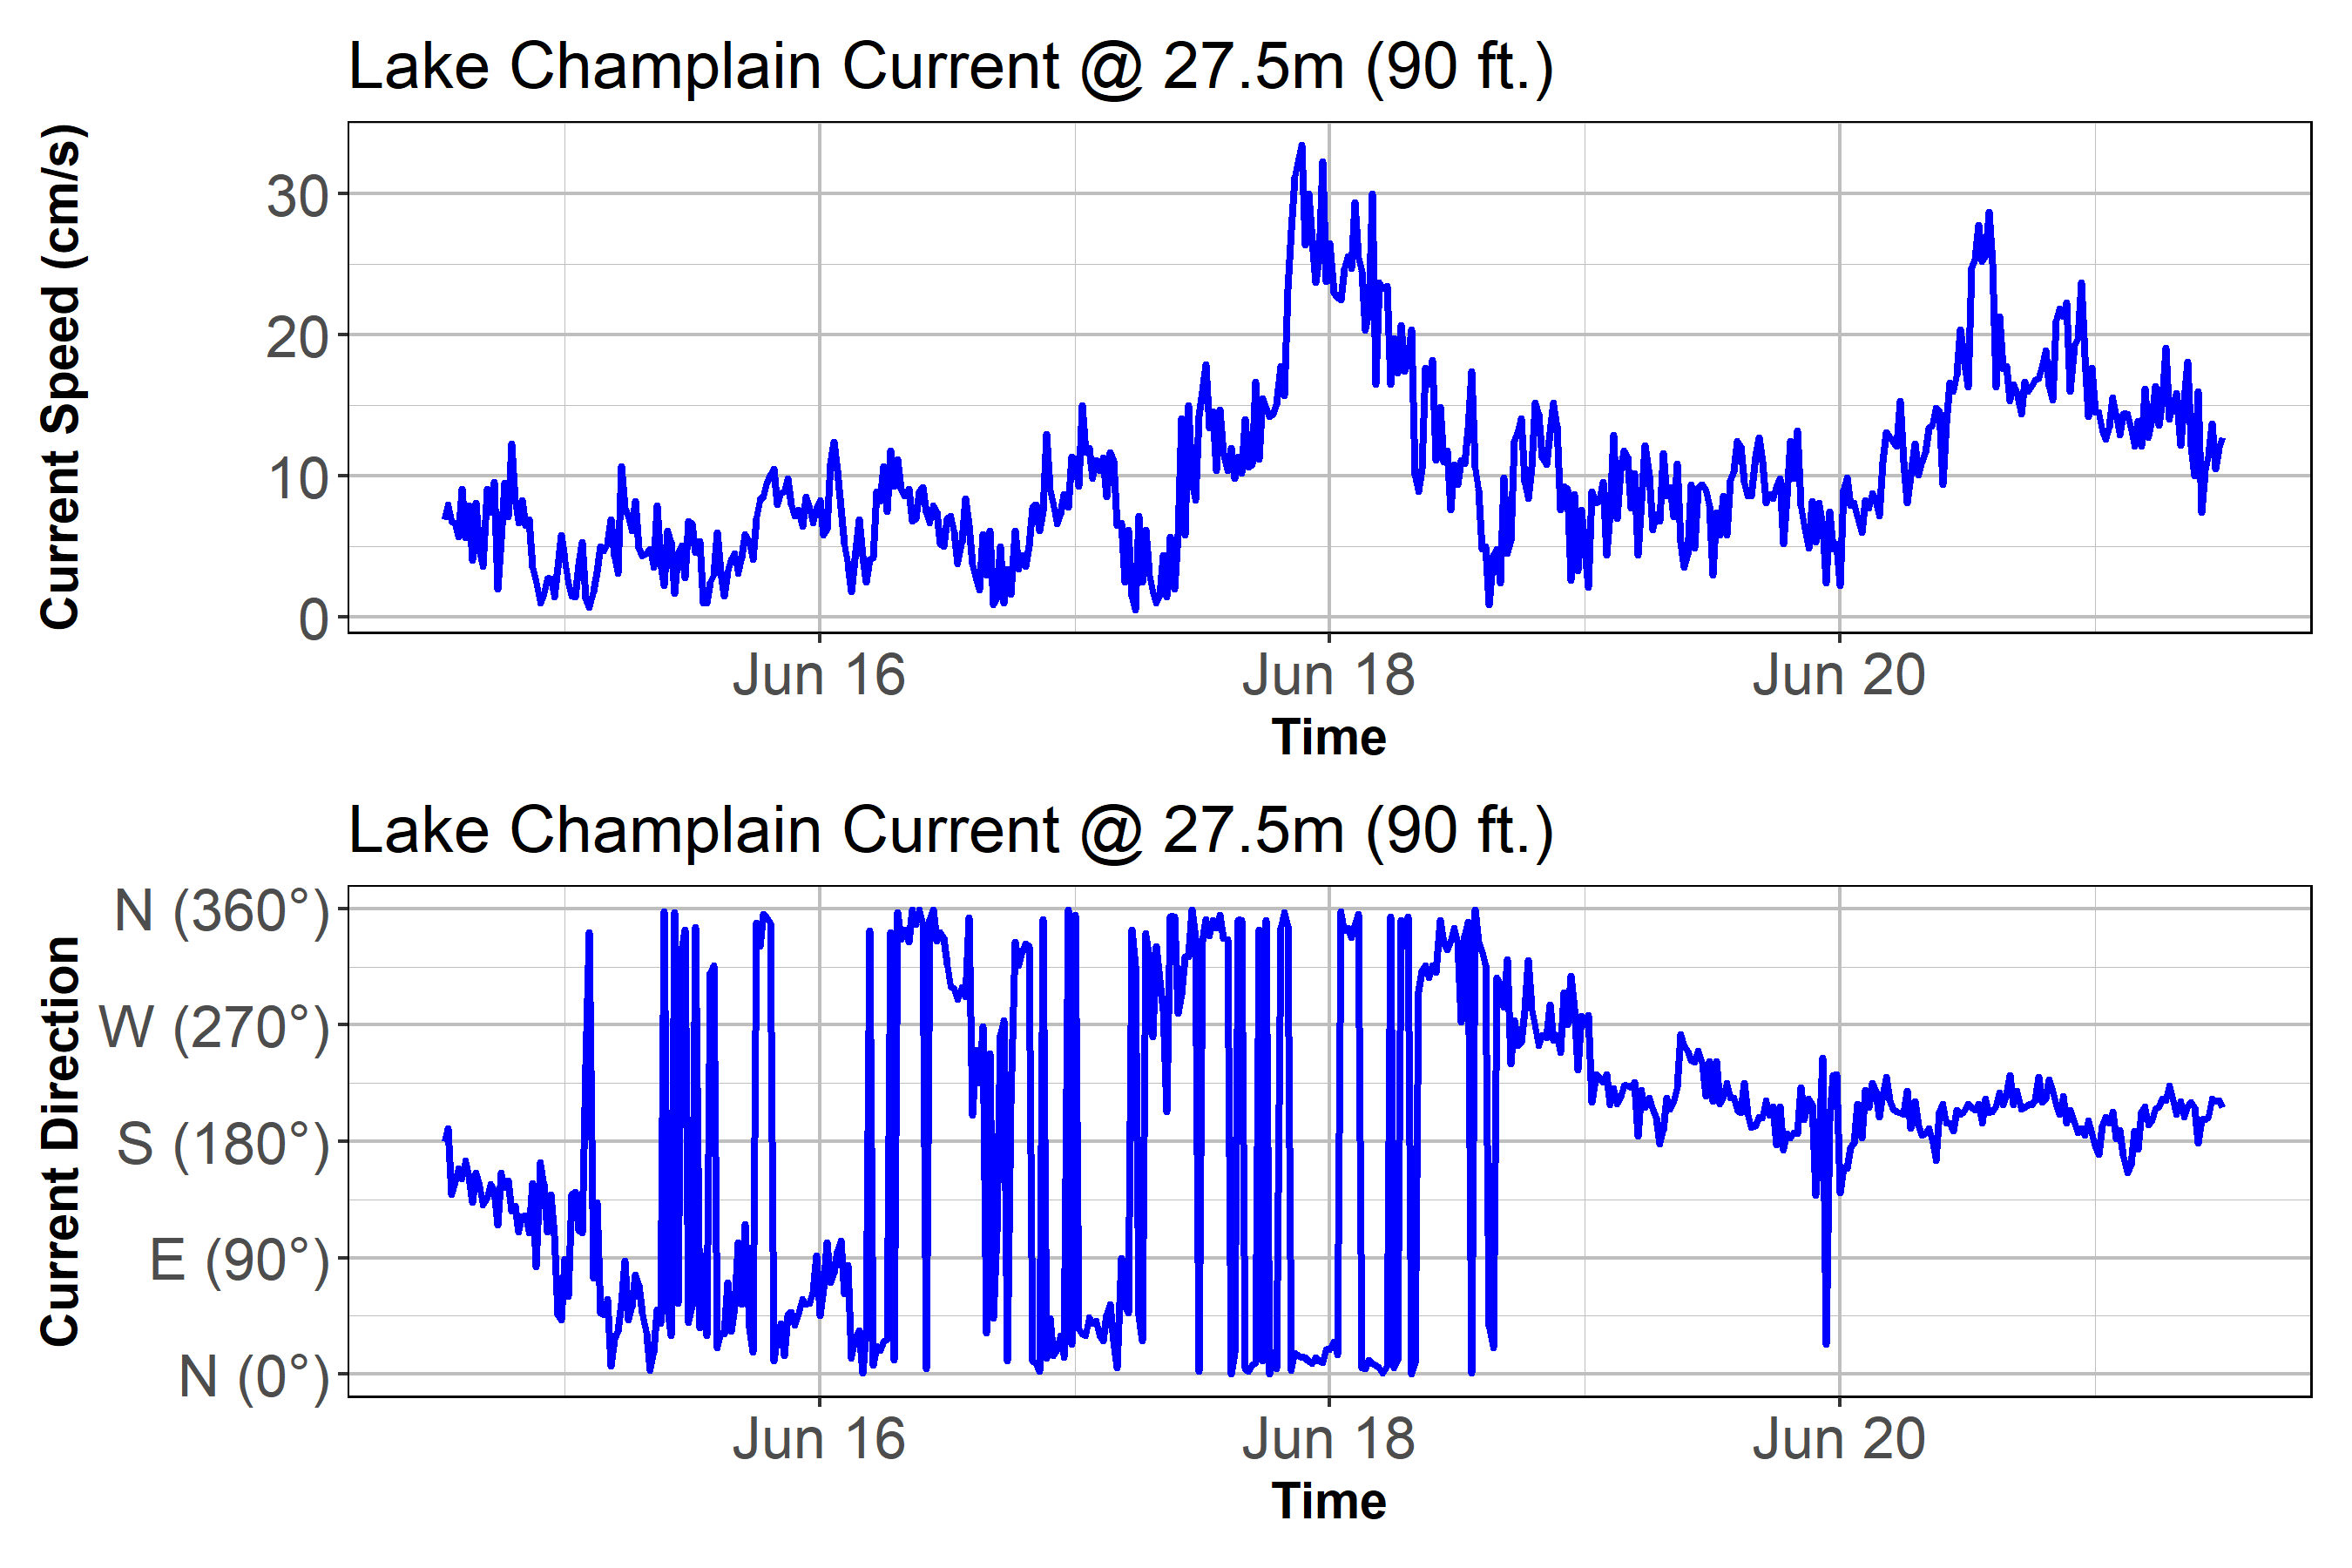 Lake Champlain Current @ 27.5m (90 ft.)
Current Speed (cm/s)
30
20
10
0
Jun 16 Jun 18 Jun 20
Time
Lake Champlain Current @ 27.5m (90 ft.)
Current Direction
N (360°)
W (270°)
S (180°)
E (90°)
N (0°)
Jun 16 Jun 18 Jun 20
Time